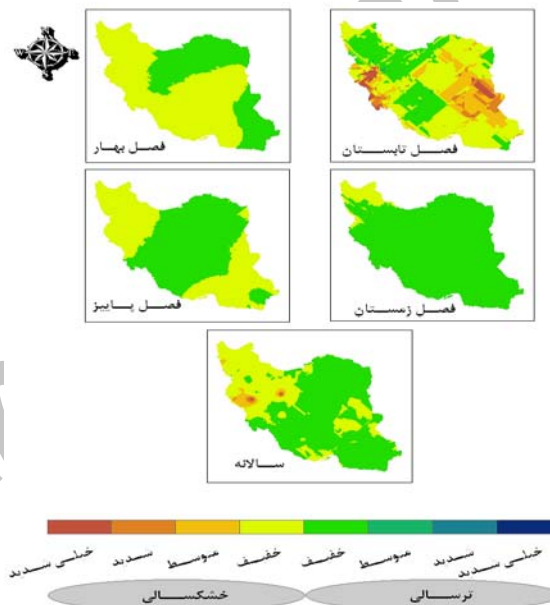 فصل بهار
فصل تابستان
فصل پاییز
فصل زمستان
سالانه
خیلی شدید
شدید
متوسط
خفیف
خفیف
متوسط
شدید
خیلی شدید
خشکسالی
ترسالی